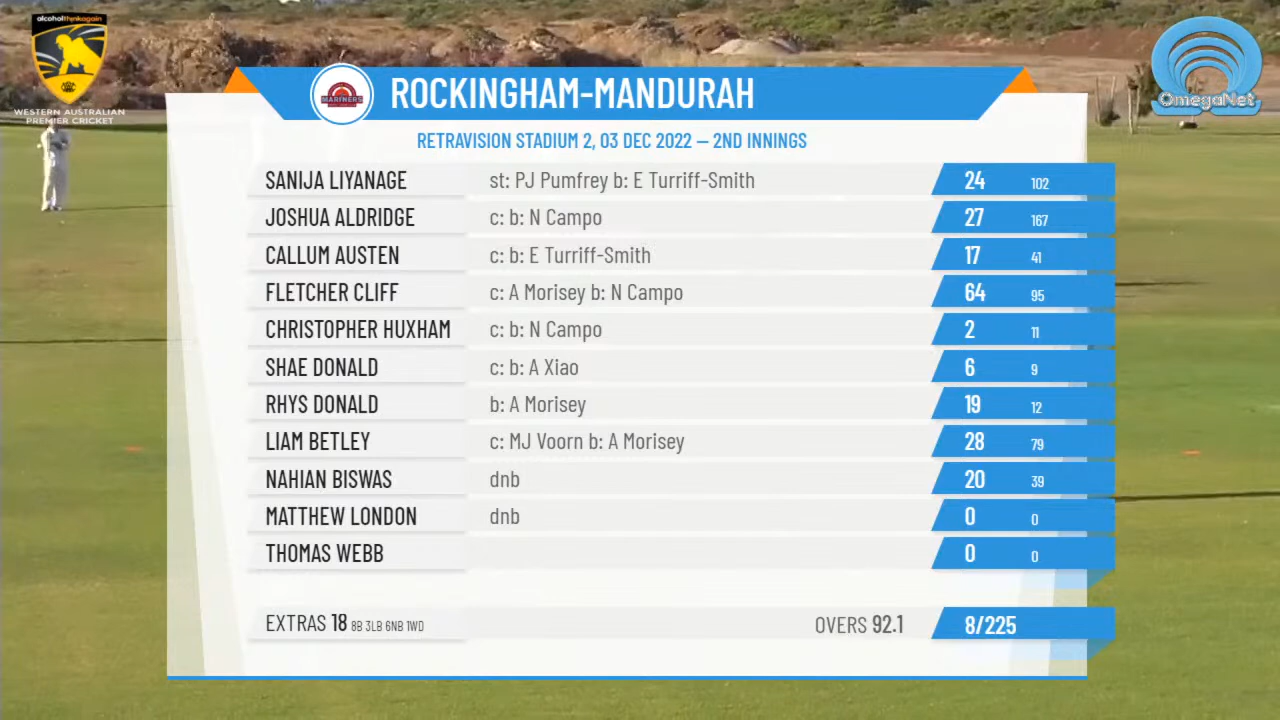 alcoholthinkagain
WESTERN AUSTRALIAN
PREMIER CRICKET
MARINERS
ROCKINGHAM-MANDURAH
OmegaNet
RETRAVISION STADIUM 2, 03 DEC 2022 – 2ND INNINGS
SANIJA LIYANAGE st: PJ Pumfrey b: E Turriff-Smith 24 102
JOSHUA ALDRIDGE c: b: N Campo 27 167
CALLUM AUSTEN c: b: E Turriff-Smith 17 41
FLETCHER CLIFF c: A Morisey b: N Campo 64 95
CHRISTOPHER HUXHAM c: b: N Campo 2 11
SHAE DONALD c: b: A Xiao 6 9
RHYS DONALD b: A Morisey 19 12
LIAM BETLEY c: MJ Voorn b: A Morisey 28 79
NAHIAN BISWAS dnb 20 39
MATTHEW LONDON dnb 0 0
THOMAS WEBB 0 0
EXTRAS 18 8B 3LB 6NB 1WD OVERS 92.1 8/225